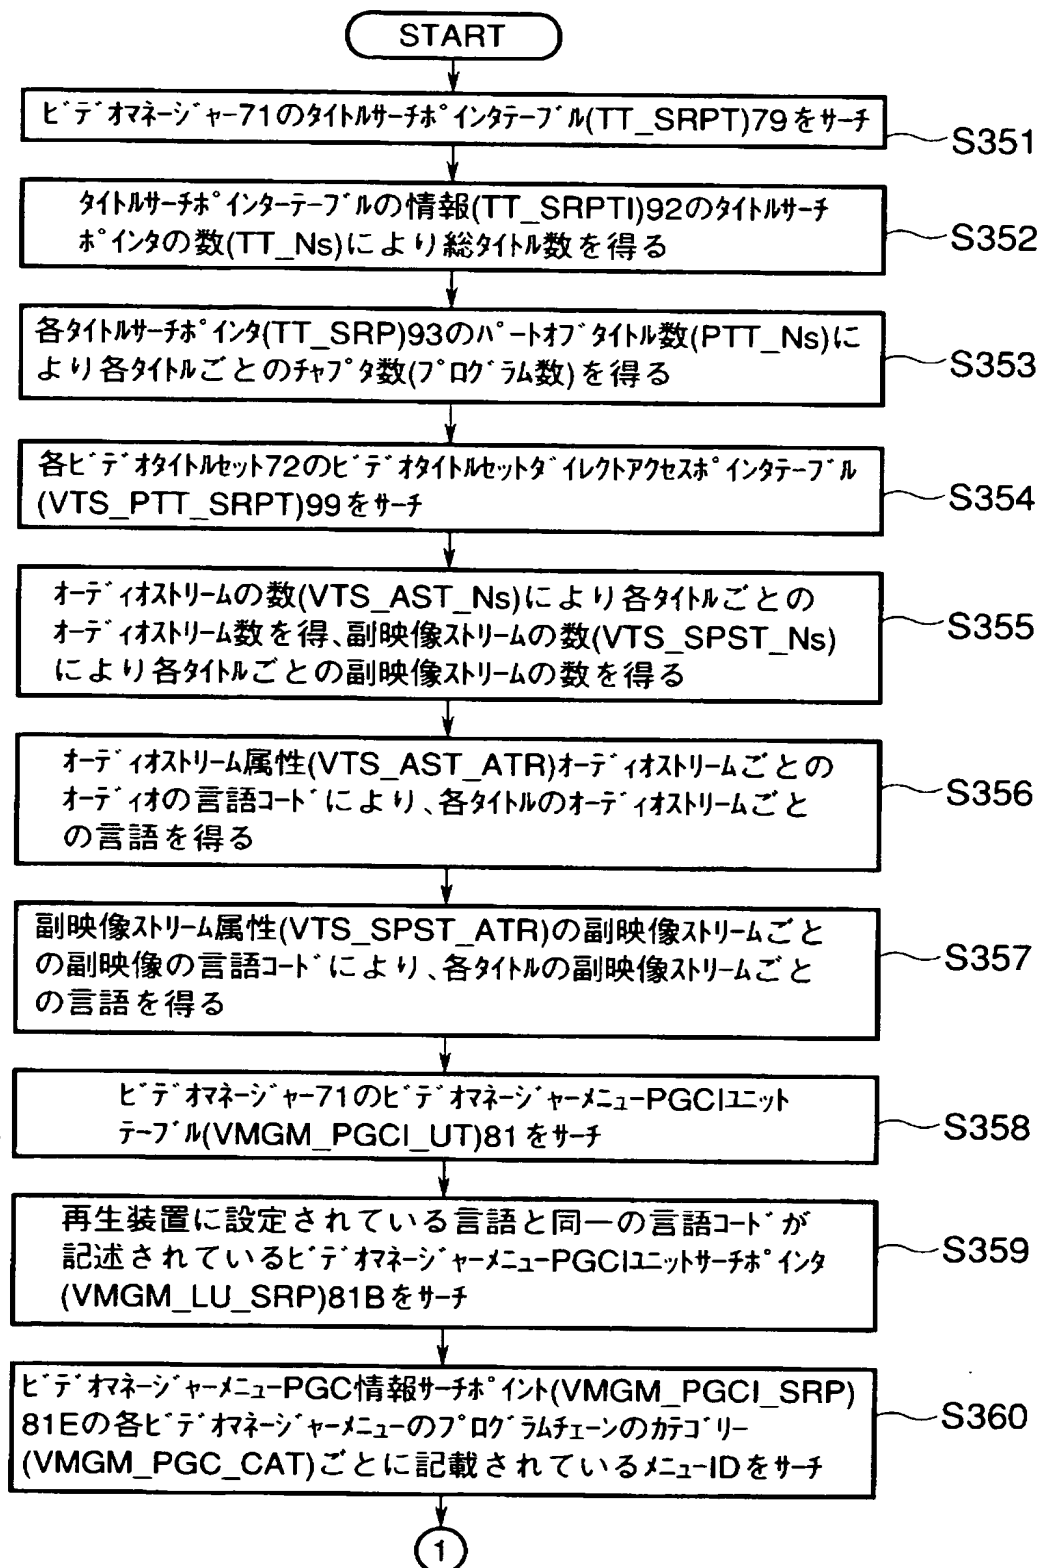 START
ﾋﾞﾃﾞｵﾏﾈｰｼﾞｬｰ71のﾀｲﾄﾙｻｰﾁﾎﾟｲﾝﾀﾃｰﾌﾞﾙ(TT_SRPT)79をｻｰﾁ
S351
ﾀｲﾄﾙｻｰﾁﾎﾟｲﾝﾀｰﾃｰﾌﾞﾙの情報(TT_SRPTI)92のﾀｲﾄﾙｻｰﾁ
ﾎﾟｲﾝﾀの数(TT_Ns)により総ﾀｲﾄﾙ数を得る
S352
各ﾀｲﾄﾙｻｰﾁﾎﾟｲﾝﾀ(TT_SRP)93のﾊﾟｰﾄｵﾌﾞﾀｲﾄﾙ数(PTT_Ns)に
より各ﾀｲﾄﾙごとのﾁｬﾌﾟﾀ数(ﾌﾟﾛｸﾞﾗﾑ数)を得る
S353
各ﾋﾞﾃﾞｵﾀｲﾄﾙｾｯﾄ72のﾋﾞﾃﾞｵﾀｲﾄﾙｾｯﾄﾀﾞｲﾚｸﾄｱｸｾｽﾎﾟｲﾝﾀﾃｰﾌﾞﾙ
(VTS_PTT_SRPT)99をｻｰﾁ
S354
ｵｰﾃﾞｨｵｽﾄﾘｰﾑの数(VTS_AST_Ns)により各ﾀｲﾄﾙごとの
ｵｰﾃﾞｨｵｽﾄﾘｰﾑ数を得、副映像ｽﾄﾘｰﾑの数(VTS_SPST_Ns)
により各ﾀｲﾄﾙごとの副映像ｽﾄﾘｰﾑの数を得る
S355
ｵｰﾃﾞｨｵｽﾄﾘｰﾑ属性(VTS_AST_ATR)ｵｰﾃﾞｨｵｽﾄﾘｰﾑごとの
ｵｰﾃﾞｨｵの言語ｺｰﾄﾞにより、各ﾀｲﾄﾙのｵｰﾃﾞｨｵｽﾄﾘｰﾑごと
の言語を得る
S356
副映像ｽﾄﾘｰﾑ属性(VTS_SPST_ATR)の副映像ｽﾄﾘｰﾑごと
の副映像の言語ｺｰﾄﾞにより、各ﾀｲﾄﾙの副映像ｽﾄﾘｰﾑごと
の言語を得る
S357
ﾋﾞﾃﾞｵﾏﾈｰｼﾞｬｰ71のﾋﾞﾃﾞｵﾏﾈｰｼﾞｬｰﾒﾆｭｰPGCIﾕﾆｯﾄ
ﾃｰﾌﾞﾙ(VMGM_PGCI_UT)81をｻｰﾁ
S358
再生装置に設定されている言語と同一の言語ｺｰﾄﾞが
記述されているﾋﾞﾃﾞｵﾏﾈｰｼﾞｬｰﾒﾆｭｰPGCIﾕﾆｯﾄｻｰﾁﾎﾟｲﾝﾀ
(VMGM_LU_SRP)81Bをｻｰﾁ
S359
ﾋﾞﾃﾞｵﾏﾈｰｼﾞｬｰﾒﾆｭｰPGC情報ｻｰﾁﾎﾟｲﾝﾄ(VMGM_PGCI_SRP)
81Eの各ﾋﾞﾃﾞｵﾏﾈｰｼﾞｬｰﾒﾆｭｰのﾌﾟﾛｸﾞﾗﾑﾁｪｰﾝのｶﾃｺﾞﾘｰ
(VMGM_PGC_CAT)ごとに記載されているﾒﾆｭｰIDをｻｰﾁ
S360
1